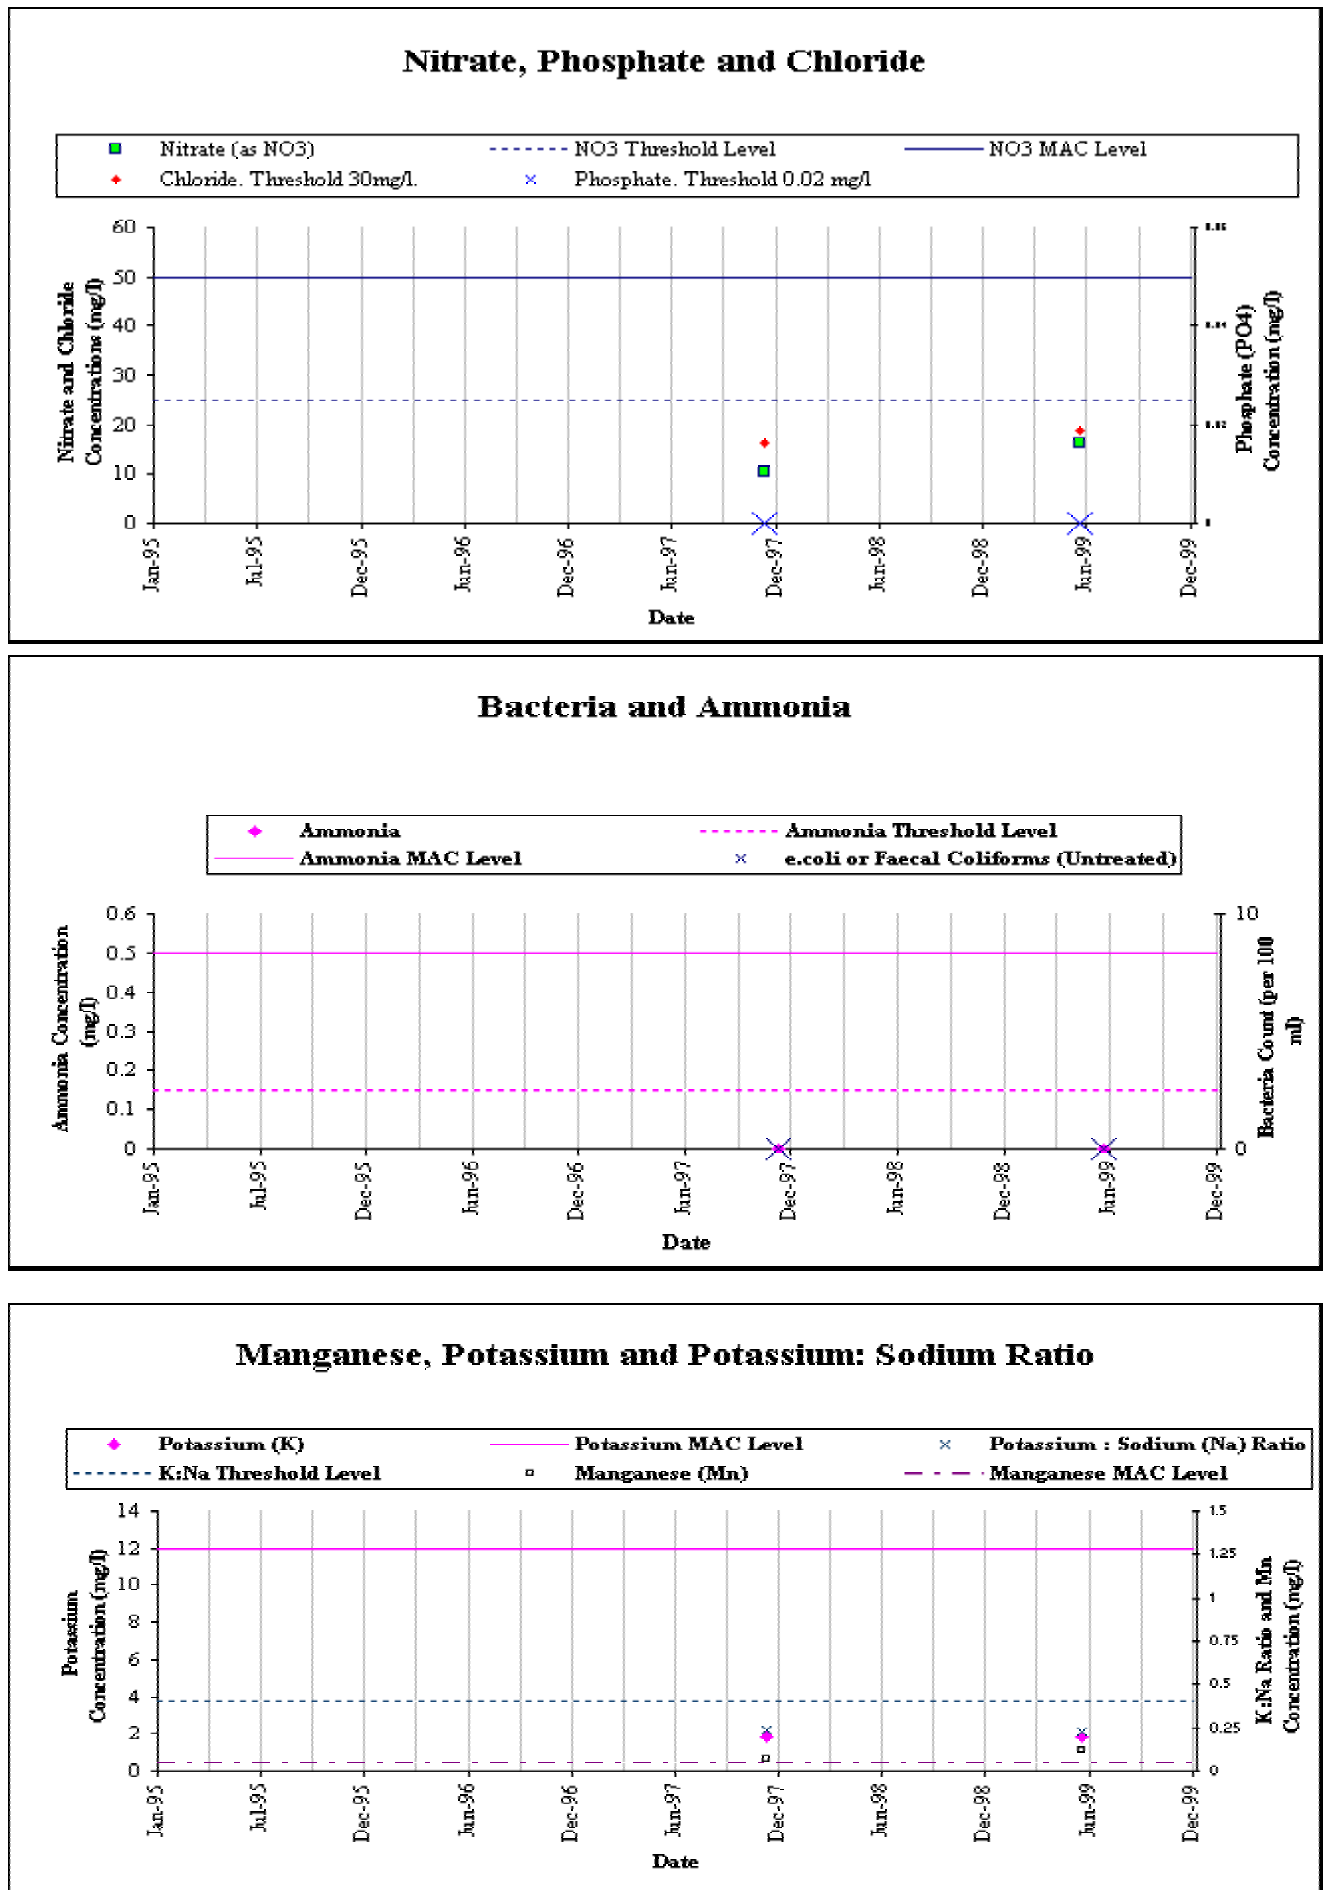 Nitrate, Phosphate and Chloride
Nitrate (as NO3) NO3 Threshold Level NO3 MAC Level
Chloride. Threshold 30mg/l. Phosphate. Threshold 0.02 mg/l
Nitrate and Chloride
Concentrations (mg/l)
60
50
40
30
20
10
0
0.06
0.04
0.02
0
Phosphate (PO4)
Concentration (mg/l)
Jan-95 Jul-95 Dec-95 Jun-96 Dec-96 Jun-97 Dec-97 Jun-98 Dec-98 Jun-99 Dec-99
Date
Bacteria and Ammonia
Ammonia Ammonia Threshold Level
Ammonia MAC Level e.coli or Faecal Coliforms (Untreated)
Ammonia Concentration
(mg/l)
0.6
0.5
0.4
0.3
0.2
0.1
0
10
0
Bacteria Count (per 100
ml)
Jan-95 Jul-95 Dec-95 Jun-96 Dec-96 Jun-97 Dec-97 Jun-98 Dec-98 Jun-99 Dec-99
Date
Manganese, Potassium and Potassium: Sodium Ratio
Potassium (K) Potassium MAC Level Potassium : Sodium (Na) Ratio
K:Na Threshold Level Manganese (Mn) Manganese MAC Level
Potassium
Concentration (mg/l)
14
12
10
8
6
4
2
0
1.5
1.25
1
0.75
0.5
0.25
0
K:Na Ratio and Mn
Concentration (mg/l)
Jan-95 Jul-95 Dec-95 Jun-96 Dec-96 Jun-97 Dec-97 Jun-98 Dec-98 Jun-99 Dec-99
Date